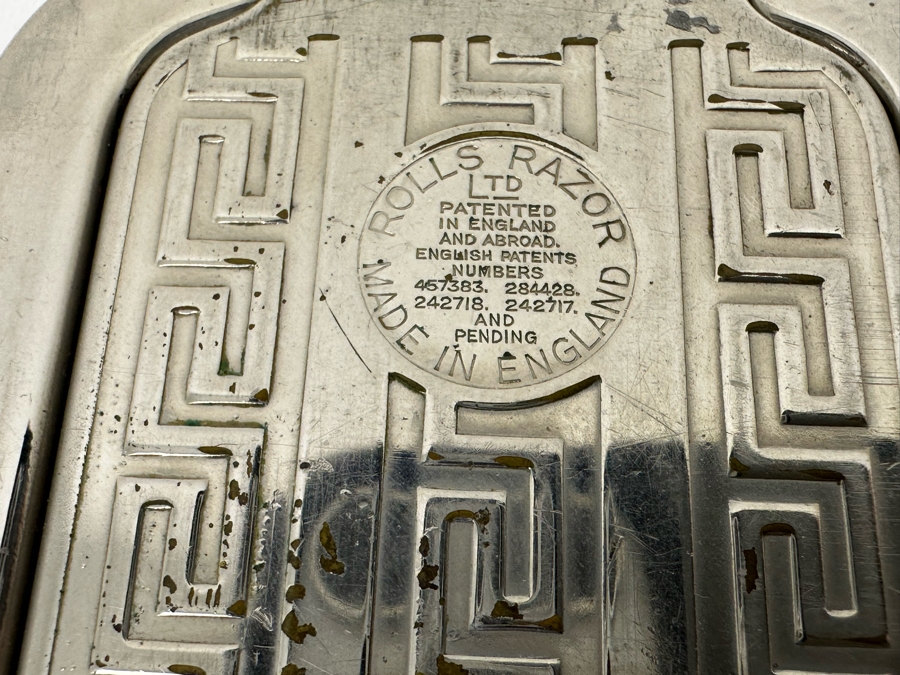 ROLLS RAZOR
LTD
PATENTED
IN ENGLAND
AND ABROAD.
ENGLISH PATENTS
NUMBERS
457383. 284428.
242718. 242717.
AND
PENDING
MADE IN ENGLAND